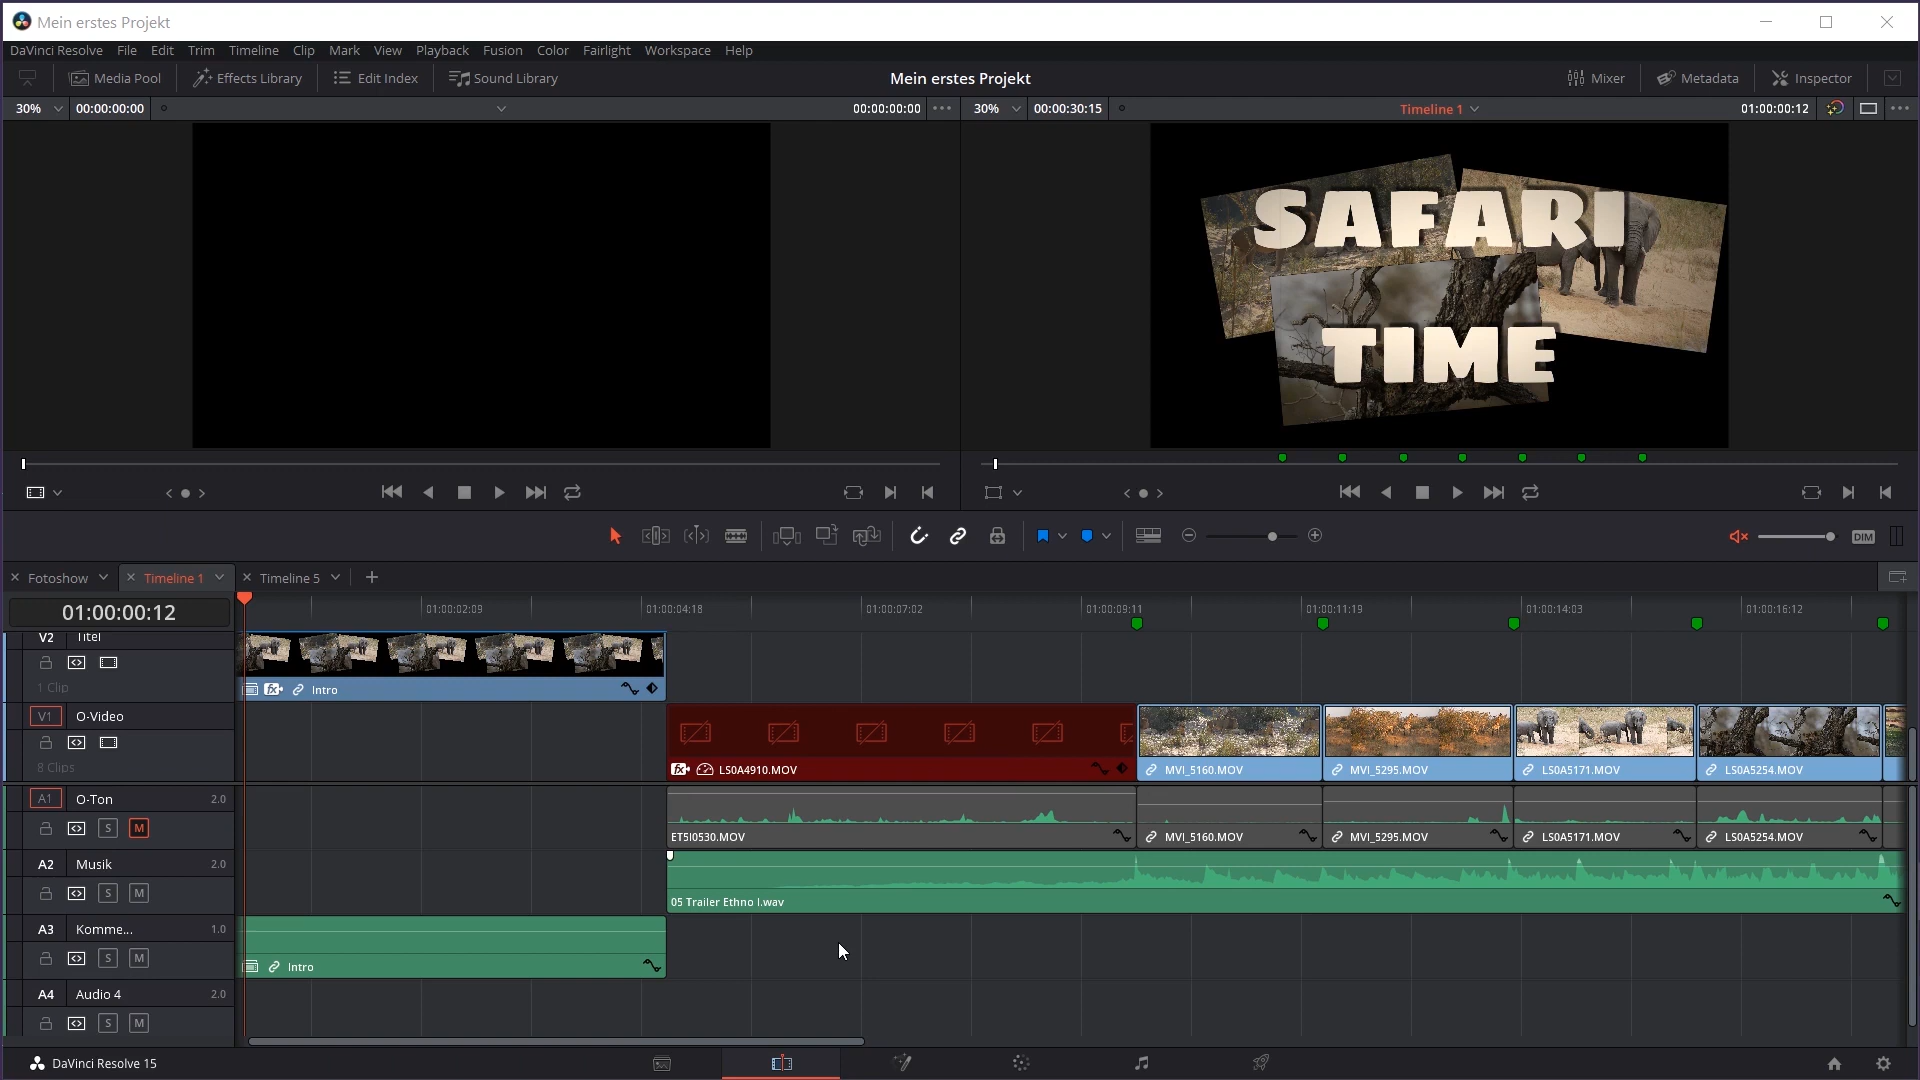 Mein erstes Projekt
DaVinci Resolve File Edit Trim Timeline Clip Mark View Playback Fusion Color Fairlight Workspace Help
Media Pool Effects Library Edit Index Sound Library Mein erstes Projekt Mixer Metadata Inspector
30% 00:00:00:00 00:00:00:00 30% 00:00:30:15 Timeline 1 01:00:00:12
SAFARI
TIME
DIM
Fotoshow Timeline 1 Timeline 5
01:00:00:12 01:00:02:09 01:00:04:18 01:00:07:02 01:00:09:11 01:00:11:19 01:00:14:03 01:00:16:12
V2 Titel
1 Clip Intro
V1 O-Video
8 Clips LS0A4910.MOV MVI_5160.MOV MVI_5295.MOV LS0A5171.MOV LS0A5254.MOV
A1 O-Ton 2.0
S M ET5I0530.MOV MVI_5160.MOV MVI_5295.MOV LS0A5171.MOV LS0A5254.MOV
A2 Musik 2.0
S M 05 Trailer Ethno I.wav
A3 Komme... 1.0
S M Intro
A4 Audio 4 2.0
S M
DaVinci Resolve 15